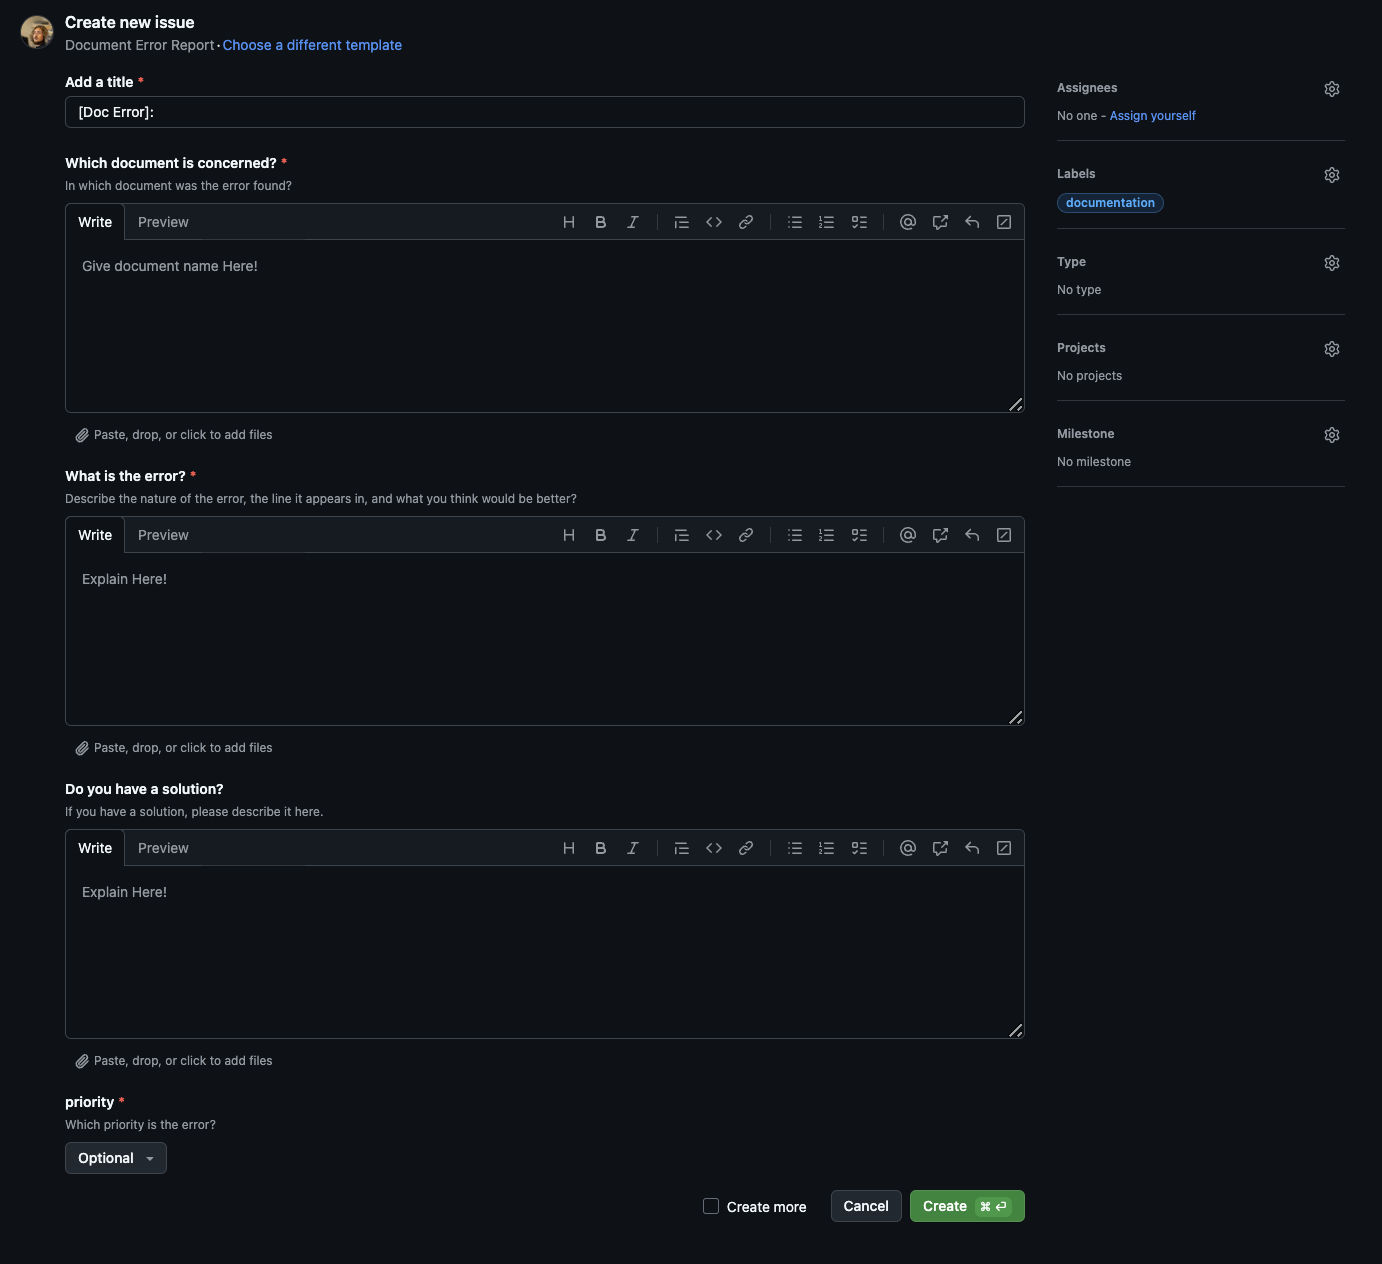 Create new issue
Document Error Report · Choose a different template
Add a title *
[Doc Error]:
Which document is concerned? *
In which document was the error found?
Write Preview
Give document name Here!
Paste, drop, or click to add files
What is the error? *
Describe the nature of the error, the line it appears in, and what you think would be better?
Write Preview
Explain Here!
Paste, drop, or click to add files
Do you have a solution?
If you have a solution, please describe it here.
Write Preview
Explain Here!
Paste, drop, or click to add files
priority *
Which priority is the error?
Optional
Create more Cancel Create ⌘ ⏎
Assignees
No one - Assign yourself
Labels
documentation
Type
No type
Projects
No projects
Milestone
No milestone